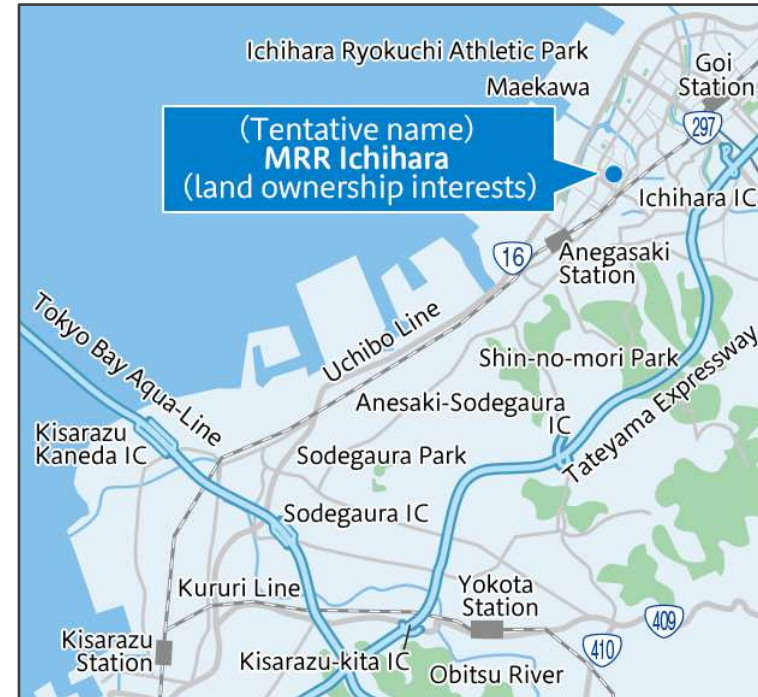 Ichihara Ryokuchi Athletic Park
Goi
Station
Maekawa
297
(Tentative name)
MRR Ichihara
(land ownership interests)
Ichihara IC
16
Anegasaki
Station
Tokyo Bay Aqua-Line
Uchibo Line
Shin-no-mori Park
Tateyama Expressway
Anesaki-Sodegaura
IC
Kisarazu
Kaneda IC
Sodegaura Park
Sodegaura IC
Kururi Line
Yokota
Station
409
410
Kisarazu
Station
Kisarazu-kita IC
Obitsu River